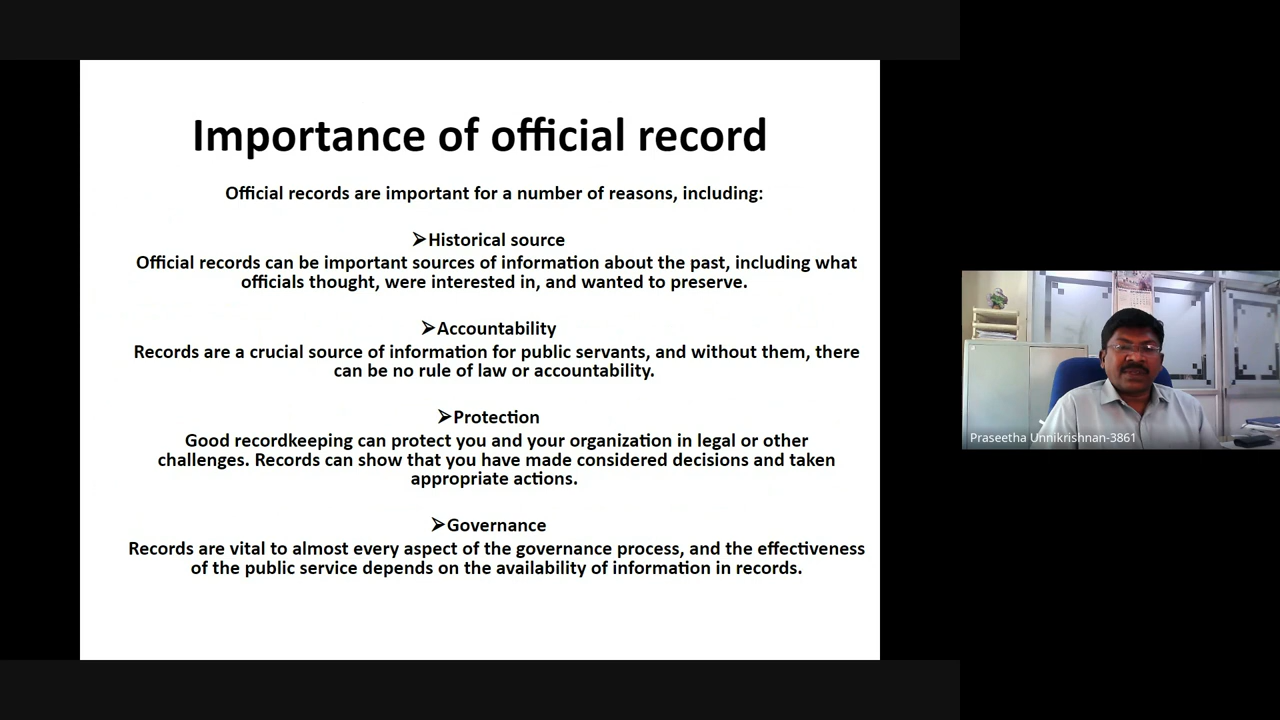 Importance of official record
Official records are important for a number of reasons, including:
➢Historical source
Official records can be important sources of information about the past, including what
officials thought, were interested in, and wanted to preserve.
➢Accountability
Records are a crucial source of information for public servants, and without them, there
can be no rule of law or accountability.
➢Protection
Good recordkeeping can protect you and your organization in legal or other
challenges. Records can show that you have made considered decisions and taken
appropriate actions.
➢Governance
Records are vital to almost every aspect of the governance process, and the effectiveness
of the public service depends on the availability of information in records.
Praseetha Unnikrishnan-3861